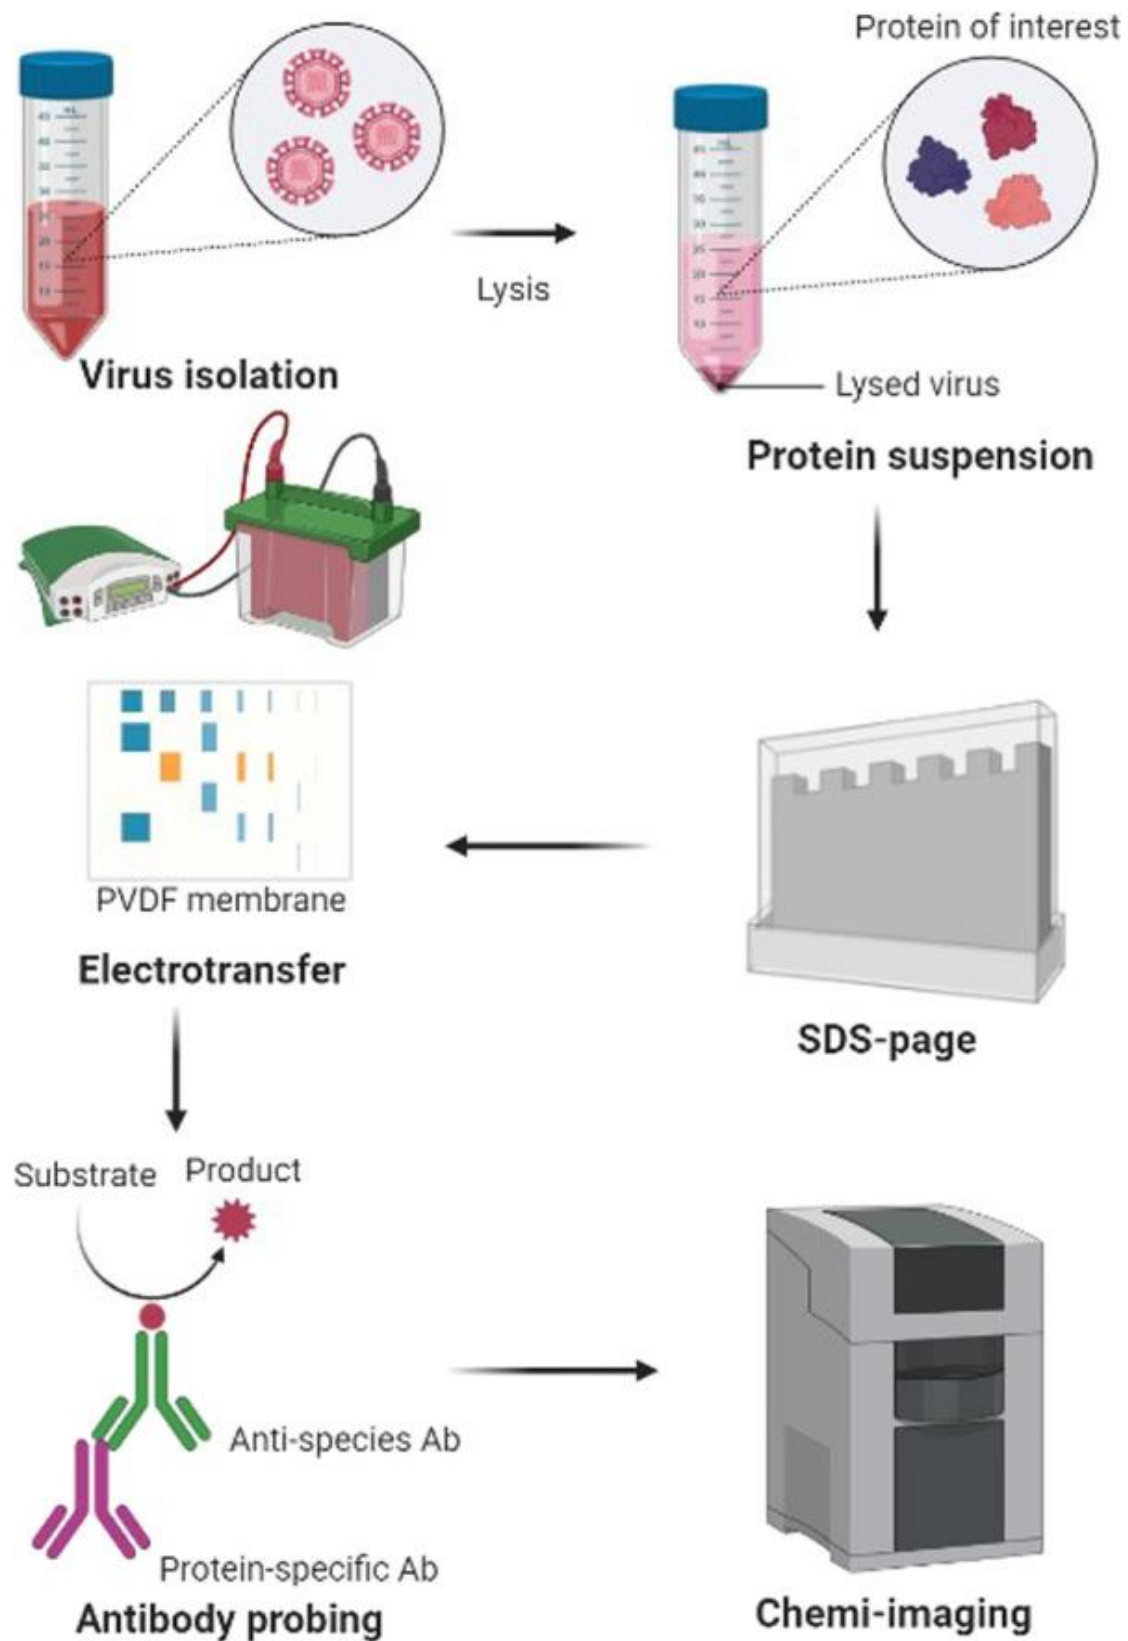 Protein of interest
Lysis
Virus isolation
Lysed virus
Protein suspension
PVDF membrane
Electrotransfer
SDS-page
Substrate
Product
Anti-species Ab
Protein-specific Ab
Antibody probing
Chemi-imaging